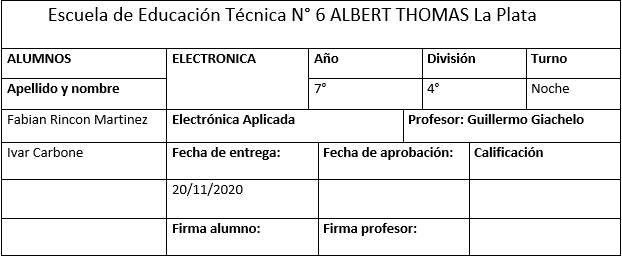 Escuela de Educación Técnica N° 6 ALBERT THOMAS La Plata
ALUMNOS ELECTRONICA Año División Turno
Apellido y nombre 7° 4° Noche
Fabian Rincon Martinez Electrónica Aplicada Profesor: Guillermo Giachelo
Ivar Carbone Fecha de entrega: Fecha de aprobación: Calificación
20/11/2020
Firma alumno: Firma profesor: